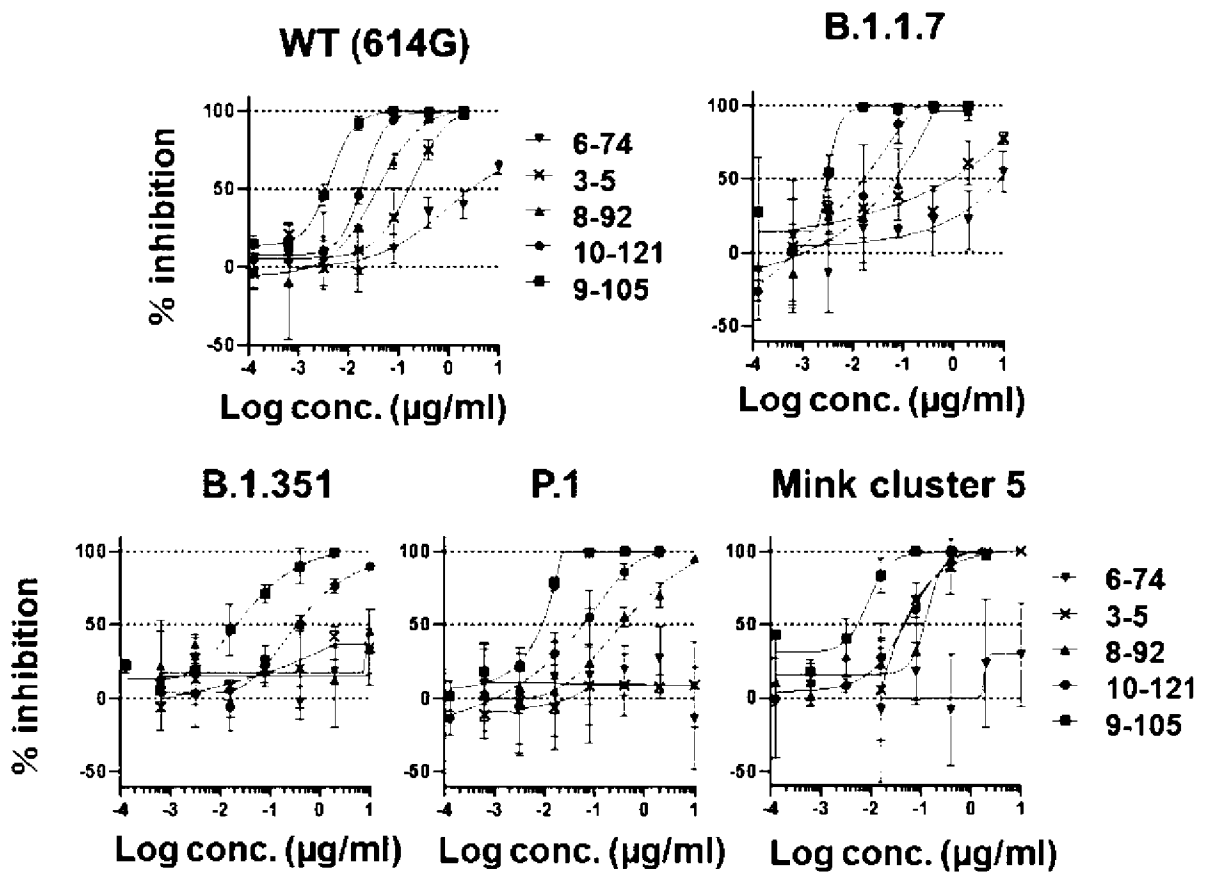 WT (614G)
B.1.1.7
% inhibition
100
50
0
-50
-4 -3 -2 -1 0 1
Log conc. (µg/ml)
6-74
3-5
8-92
10-121
9-105
100
50
0
-50
-4 -3 -2 -1 0 1
Log conc. (µg/ml)
B.1.351
P.1
Mink cluster 5
% inhibition
100
50
0
-50
-4 -3 -2 -1 0 1
Log conc. (µg/ml)
100
50
0
-50
-4 -3 -2 -1 0 1
Log conc. (µg/ml)
100
50
0
-50
-4 -3 -2 -1 0 1
Log conc. (µg/ml)
6-74
3-5
8-92
10-121
9-105